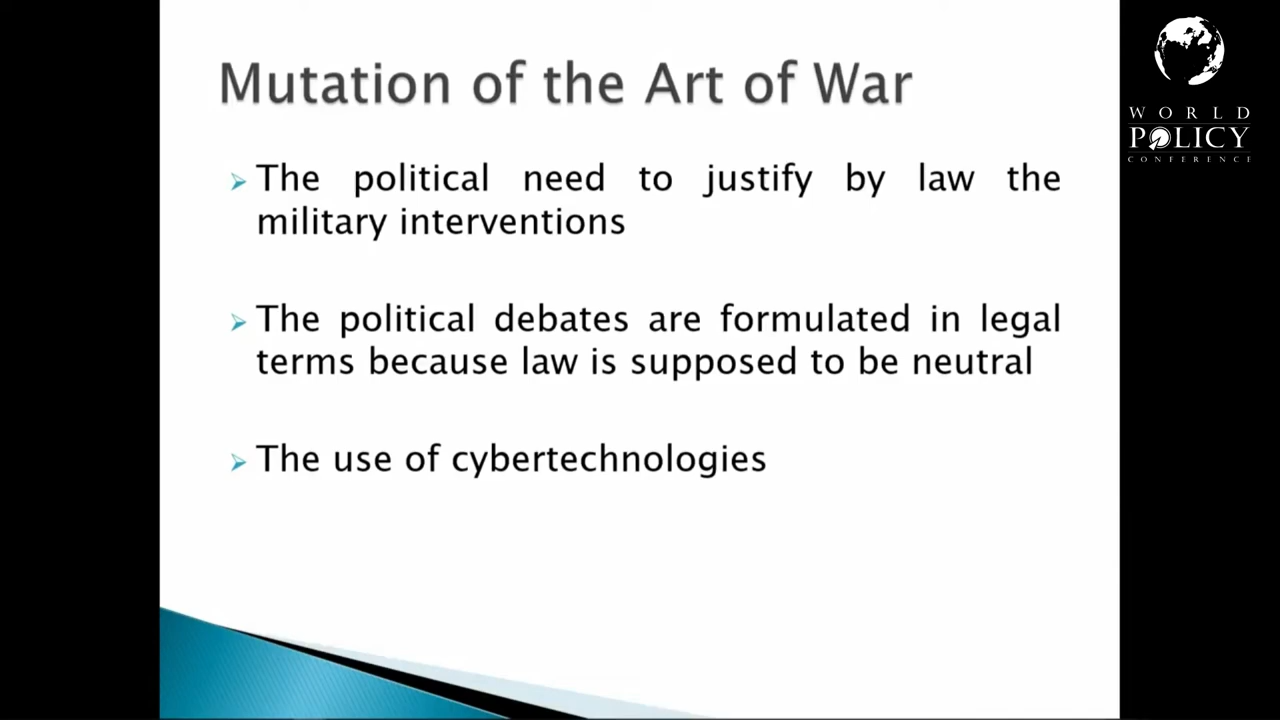 Mutation of the Art of War
The political need to justify by law the
military interventions
The political debates are formulated in legal
terms because law is supposed to be neutral
The use of cybertechnologies
WORLD
POLICY
CONFERENCE